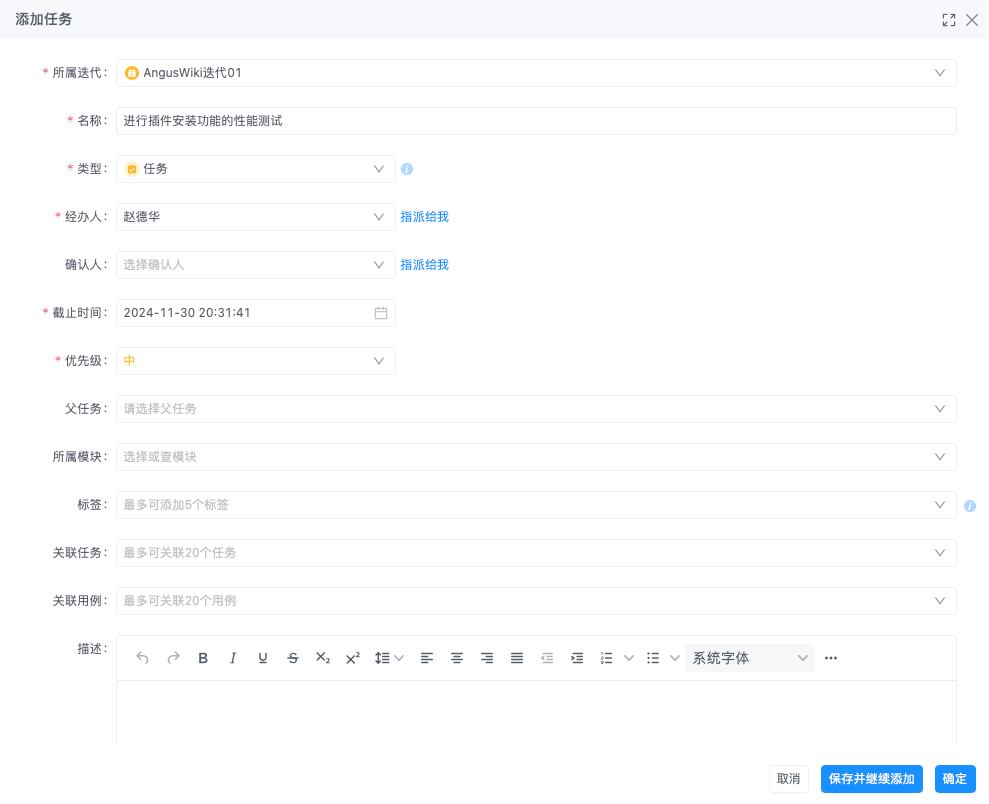 添加任务
* 所属迭代： AngusWiki迭代01
* 名称： 进行插件安装功能的性能测试
* 类型： 任务
* 经办人： 赵德华 指派给我
确认人： 选择确认人 指派给我
* 截止时间： 2024-11-30 20:31:41
* 优先级： 中
父任务： 请选择父任务
所属模块： 选择或查模块
标签： 最多可添加5个标签
关联任务： 最多可关联20个任务
关联用例： 最多可关联20个用例
描述： B I U S X₂ X² 系统字体
取消 保存并继续添加 确定